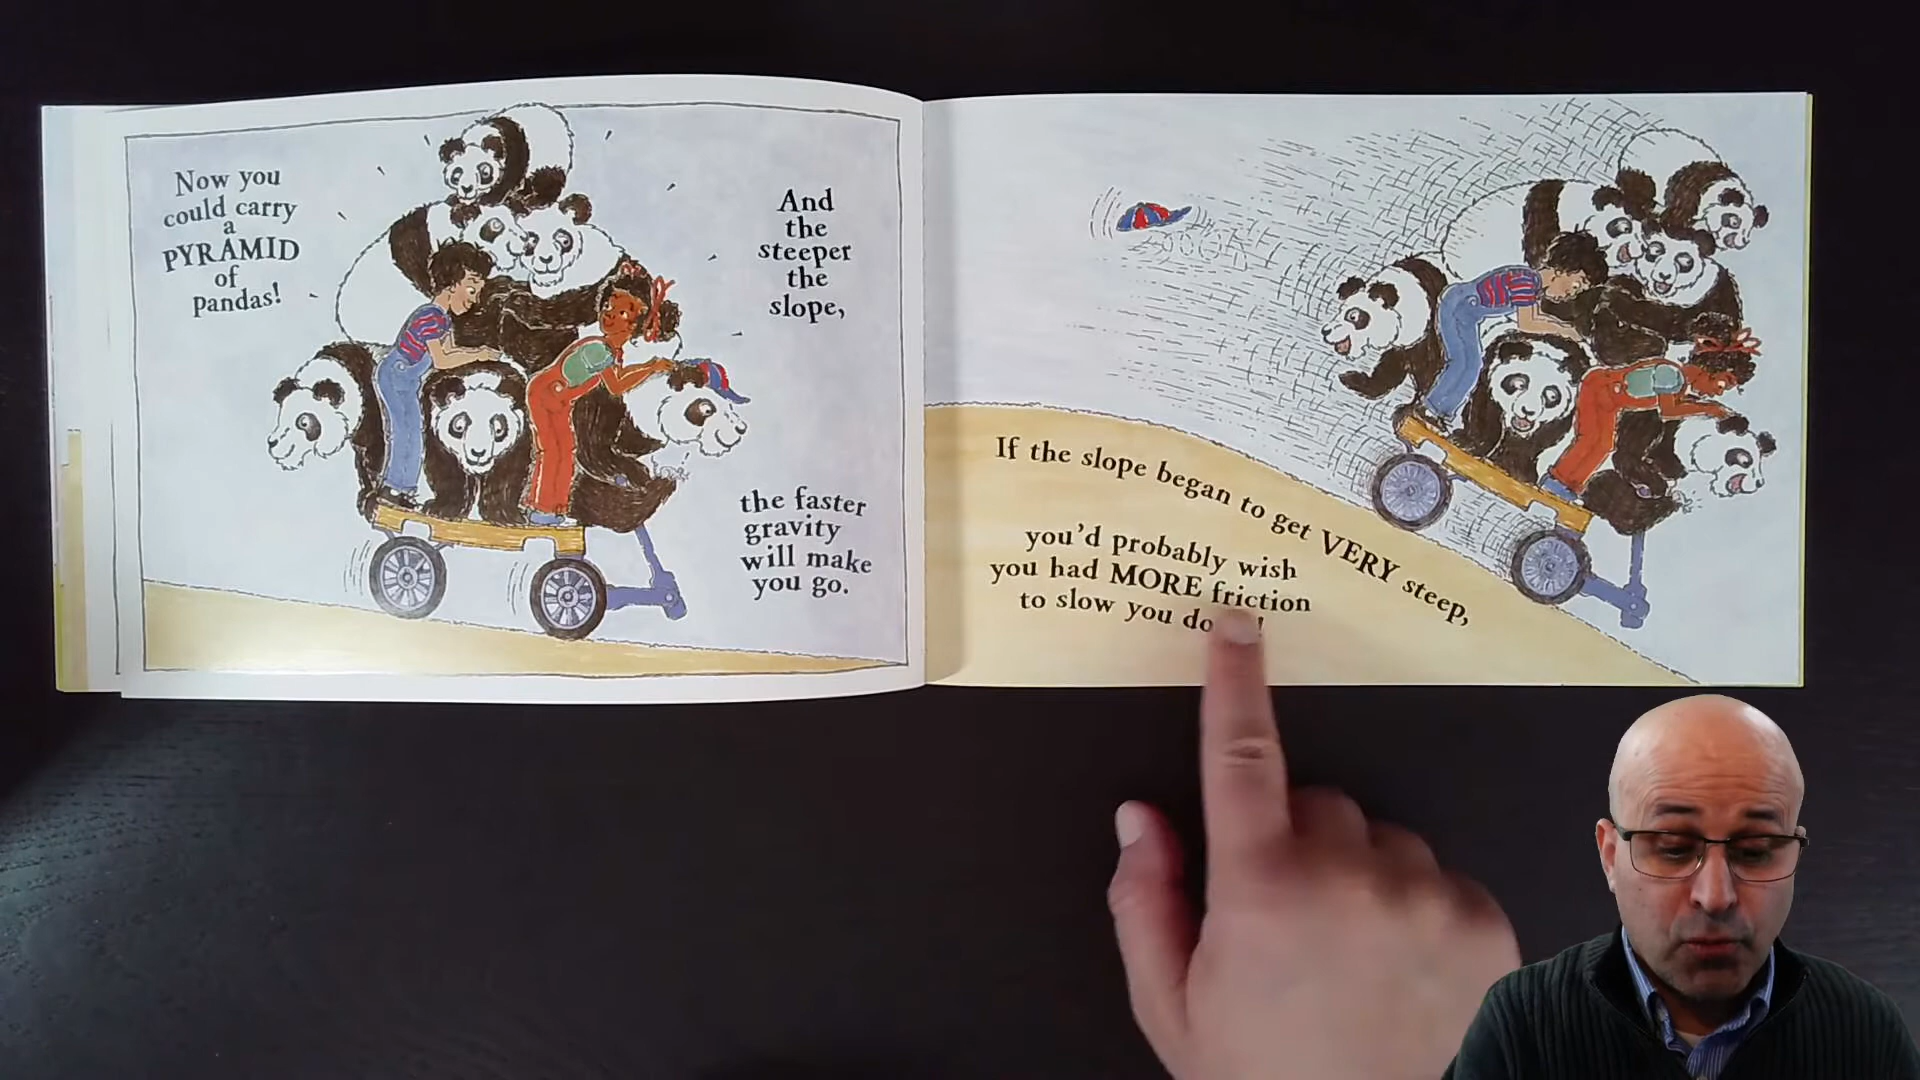 Now you
could carry
a
PYRAMID
of
pandas!
And
the
steeper
the
slope,
the faster
gravity
will make
you go.
If the slope began to get VERY steep,
you'd probably wish
you had MORE friction
to slow you